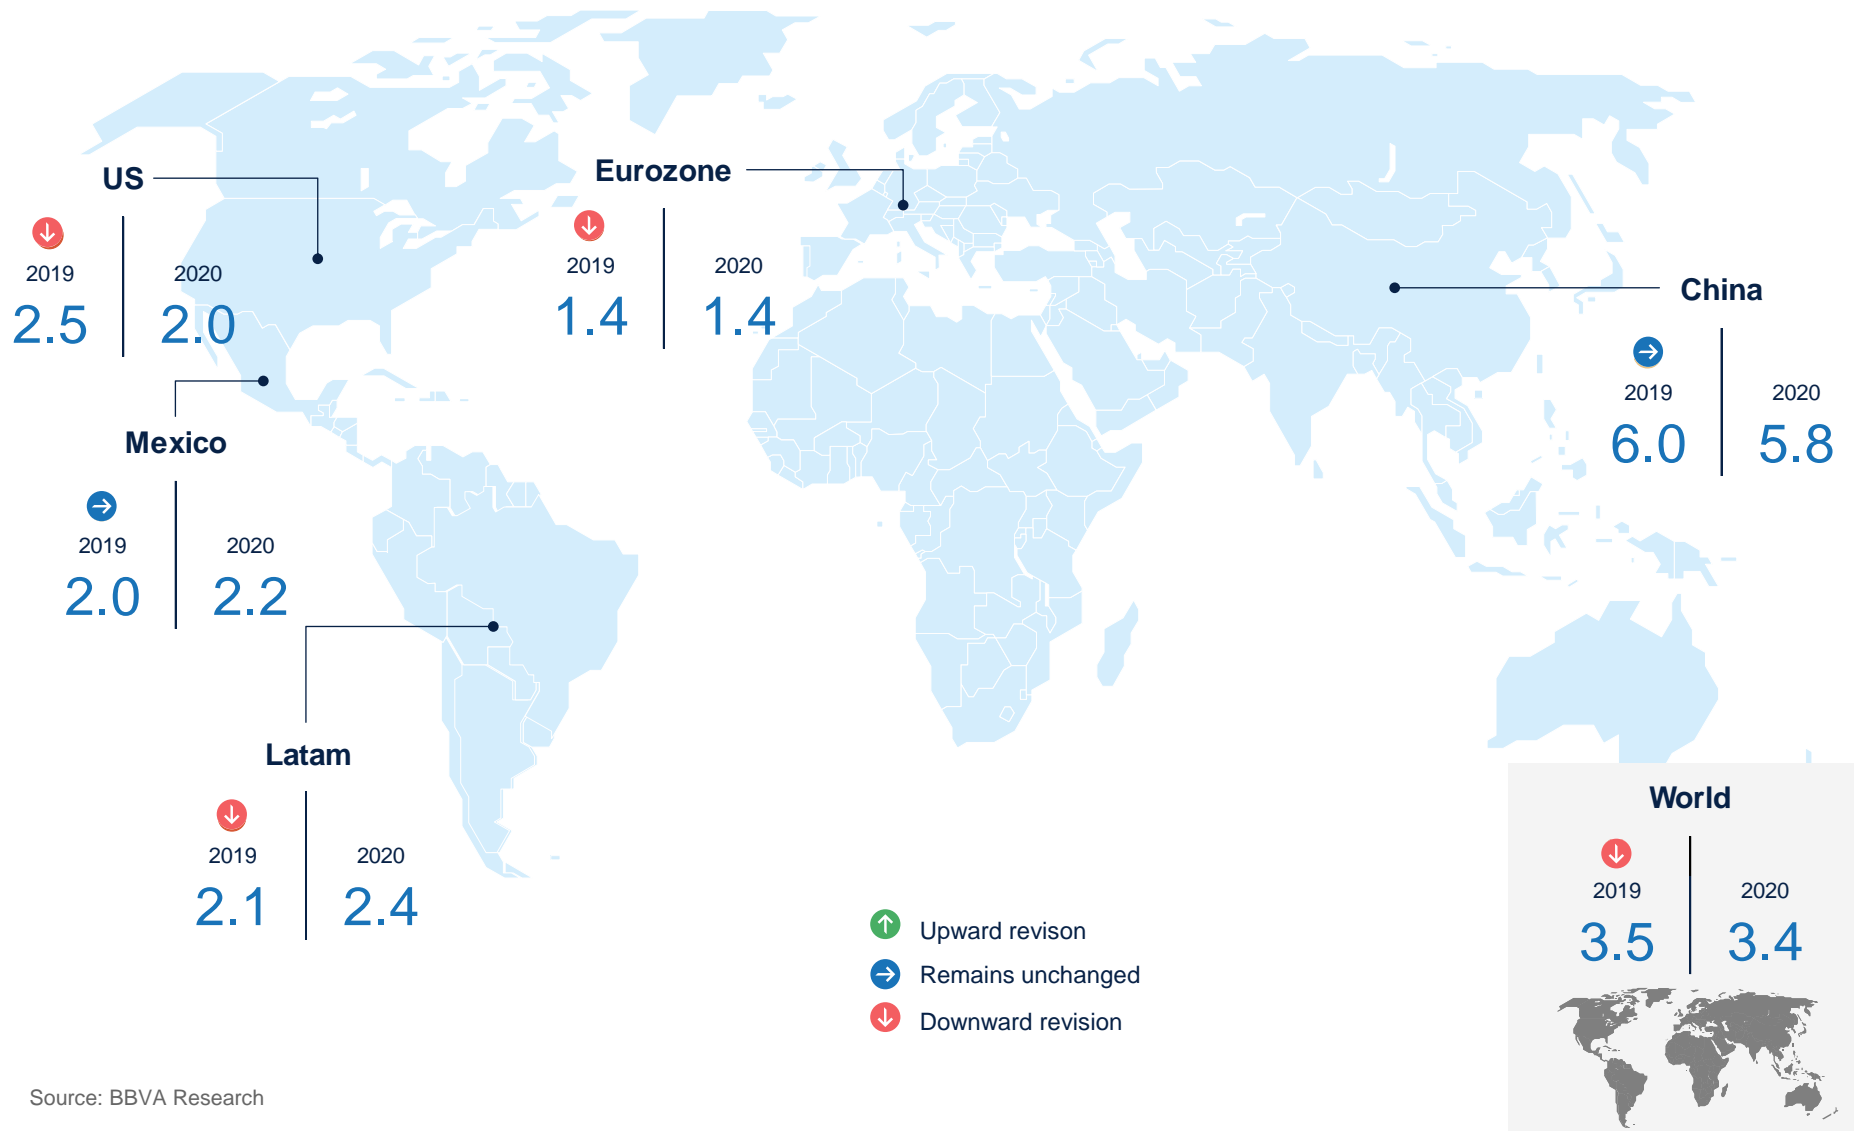 US
2019 2020
2.5 2.0
Eurozone
2019 2020
1.4 1.4
China
2019 2020
6.0 5.8
Mexico
2019 2020
2.0 2.2
Latam
2019 2020
2.1 2.4
World
2019 2020
3.5 3.4
Upward revison
Remains unchanged
Downward revision
Source: BBVA Research